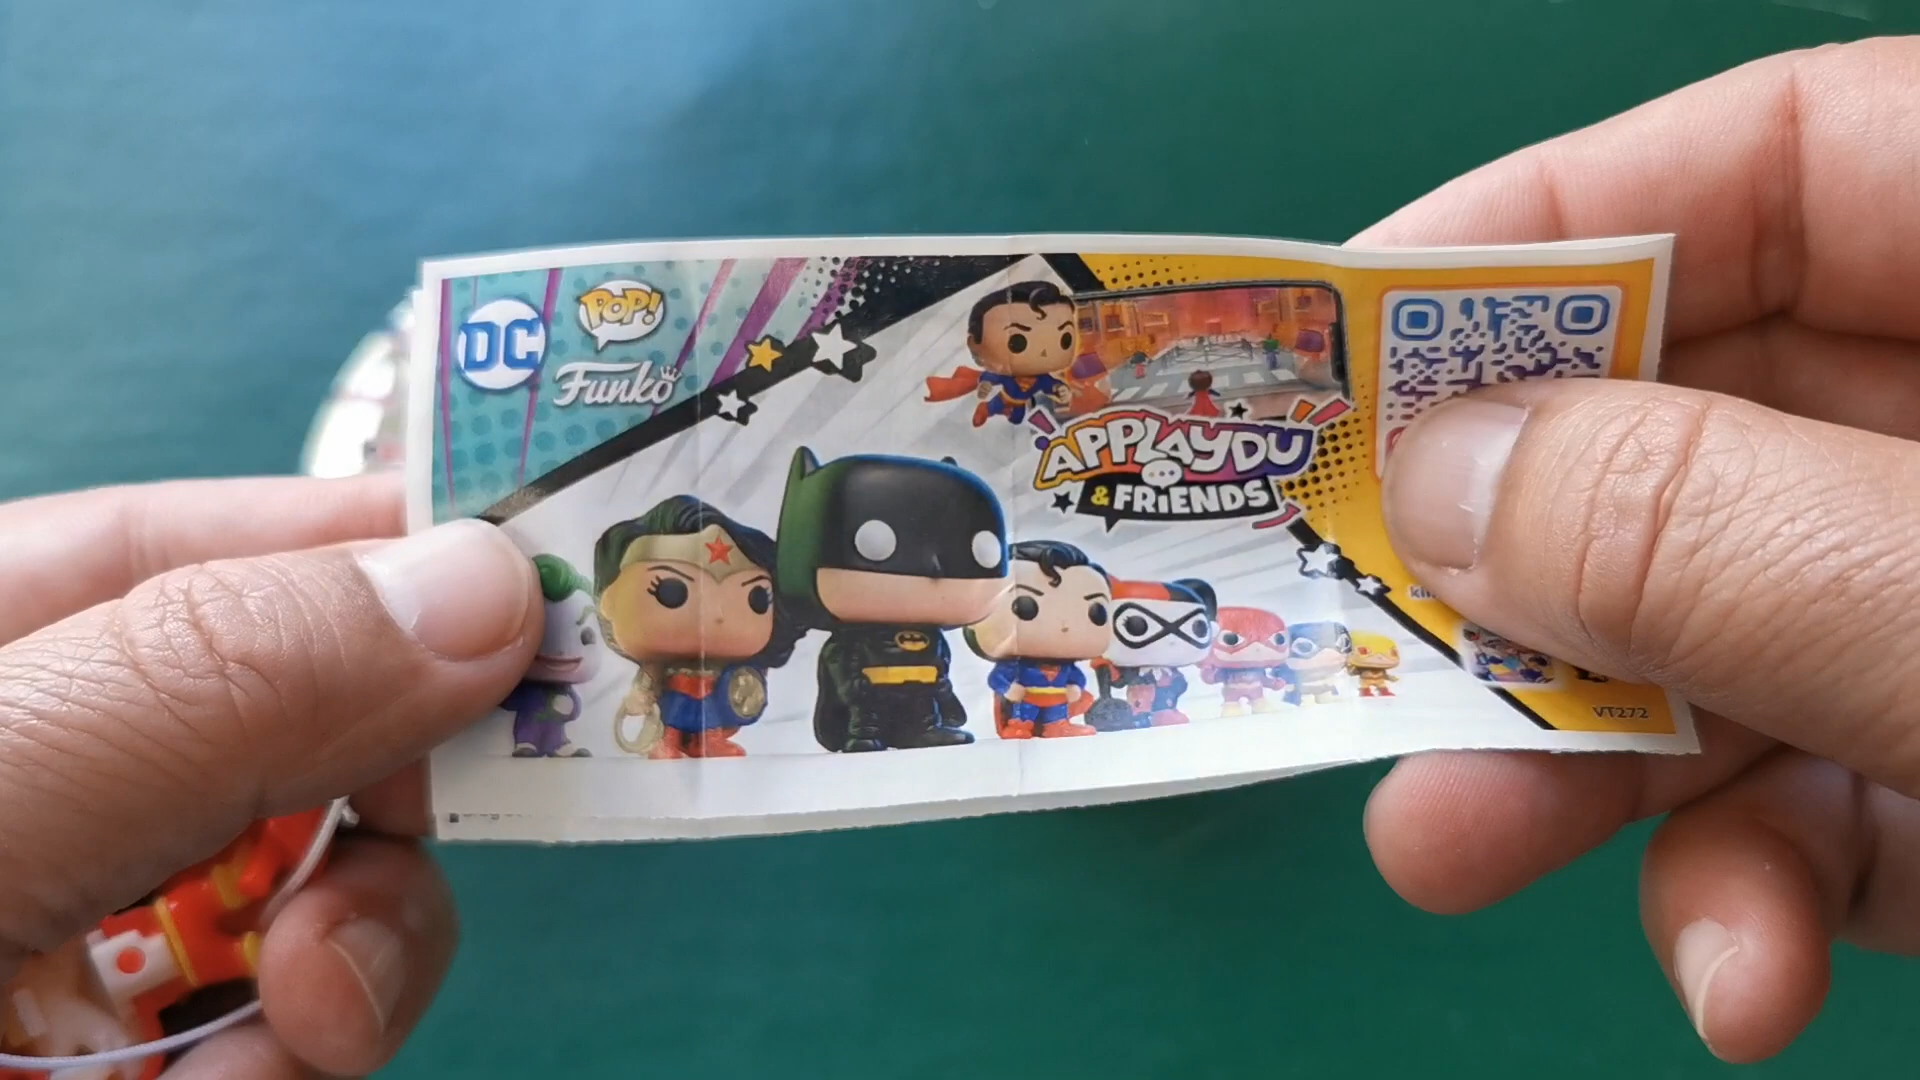 DC
POP!
Funko
APPLAYDU
& FRIENDS
VT272